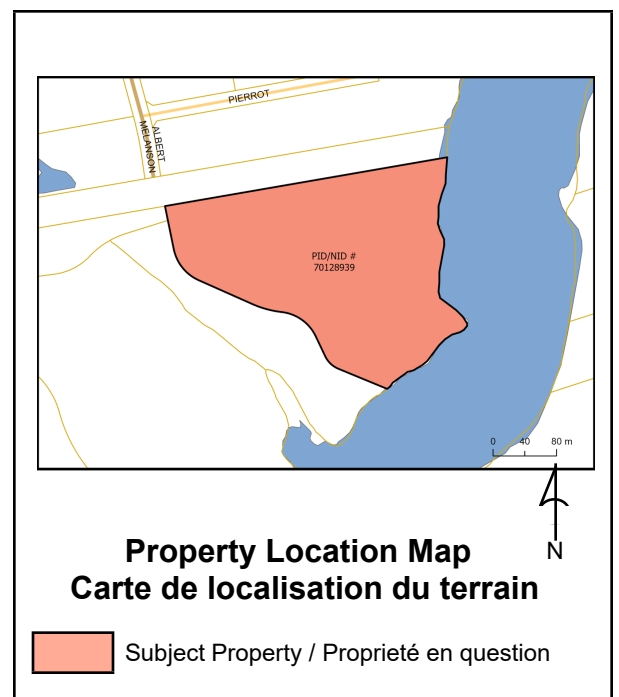 PIERROT
ALBERT
MELANSON
PID/NID #
70128939
0 40 80 m
N
Property Location Map
Carte de localisation du terrain
Subject Property / Proprieté en question